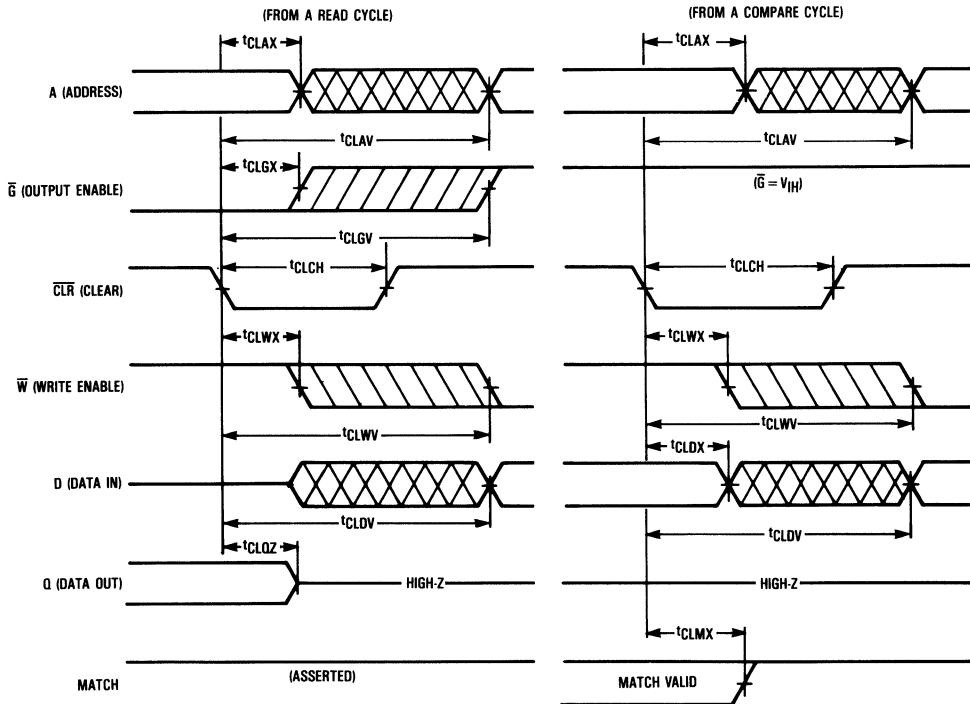 (FROM A READ CYCLE) (FROM A COMPARE CYCLE)
tCLAX tCLAX
A (ADDRESS)
tCLAV tCLAV
tCLGX
G̅ (OUTPUT ENABLE) (G̅ = VIH)
tCLGV
tCLCH tCLCH
C̅L̅R̅ (CLEAR)
tCLWX tCLWX
W̅ (WRITE ENABLE)
tCLWV tCLWV
tCLDX
D (DATA IN)
tCLDV tCLDV
tCLQZ
Q (DATA OUT) HIGH-Z HIGH-Z
tCLMX
MATCH (ASSERTED) MATCH VALID